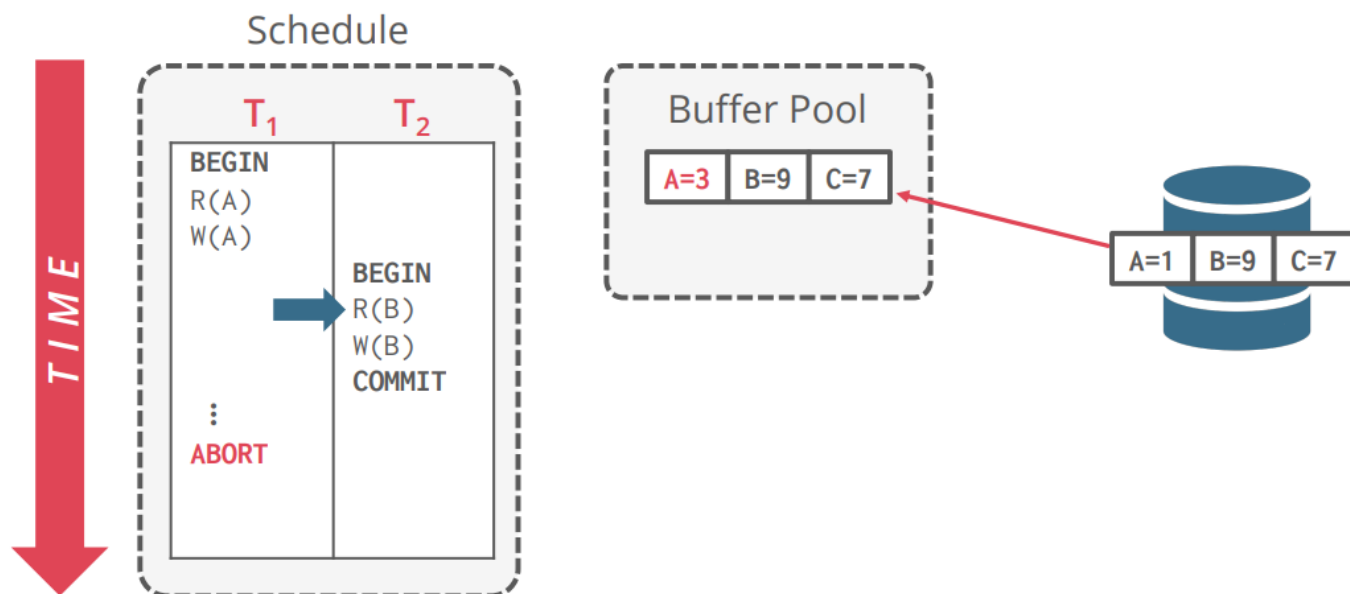 Schedule
TIME
T₁ T₂
BEGIN
R(A)
W(A)
BEGIN
R(B)
W(B)
COMMIT
⋮
ABORT
Buffer Pool
A=3 B=9 C=7
A=1 B=9 C=7